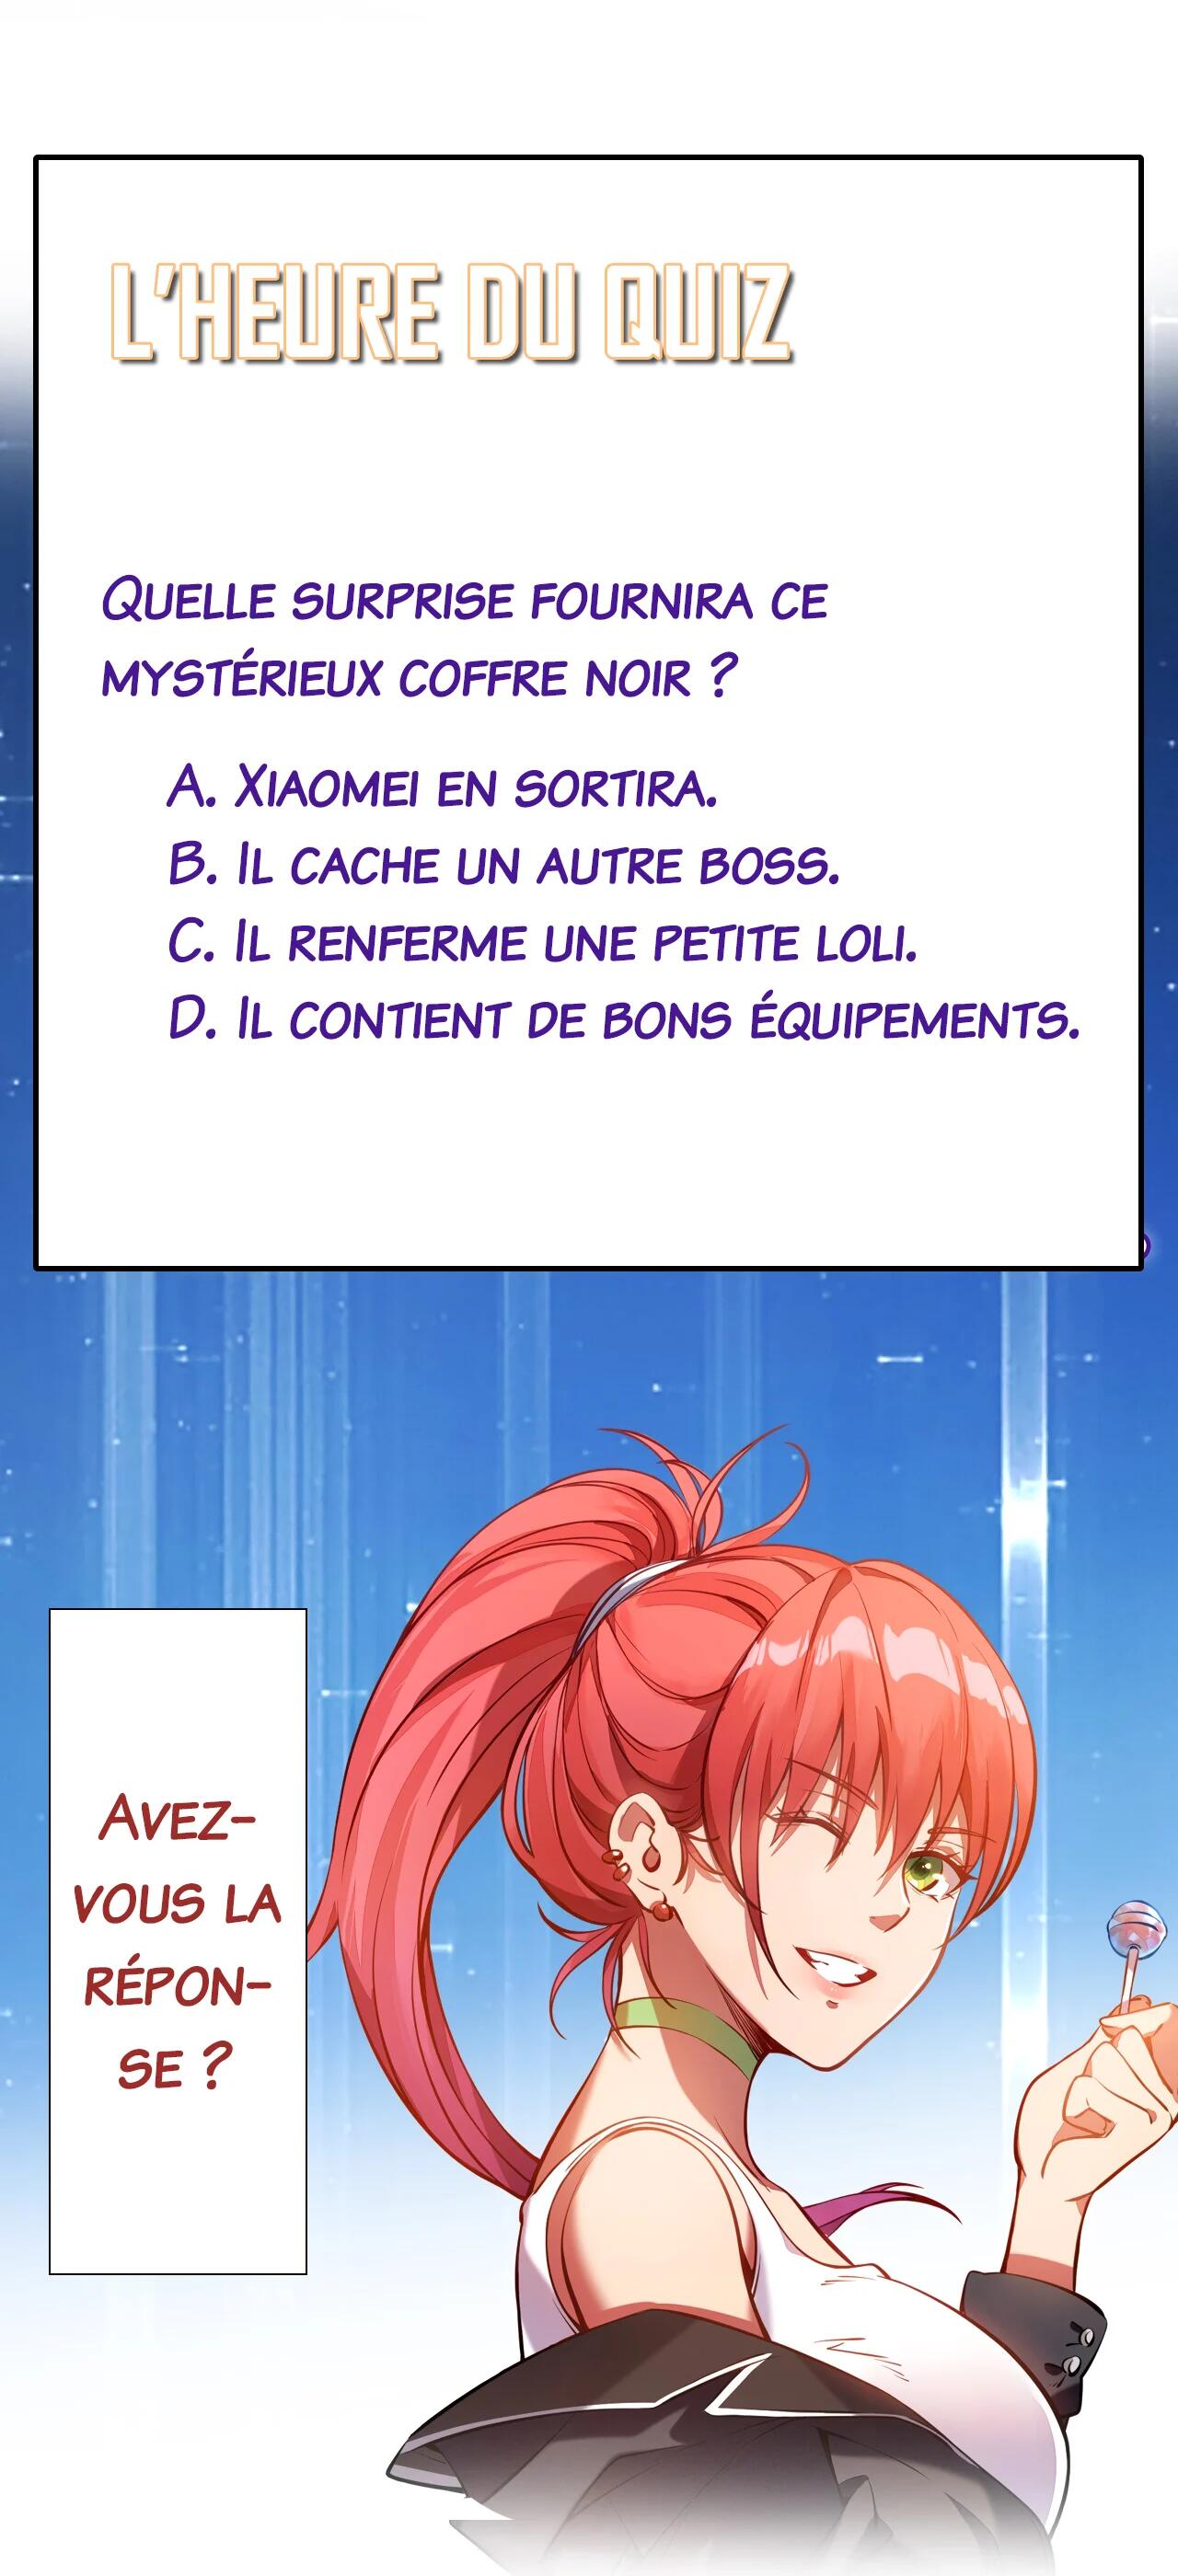 L'HEURE DU QUIZ
QUELLE SURPRISE FOURNIRA CE
MYSTÉRIEUX COFFRE NOIR ?
A. XIAOMEI EN SORTIRA.
B. IL CACHE UN AUTRE BOSS.
C. IL RENFERME UNE PETITE LOLI.
D. IL CONTIENT DE BONS ÉQUIPEMENTS.
AVEZ-
VOUS LA
RÉPON-
SE ?